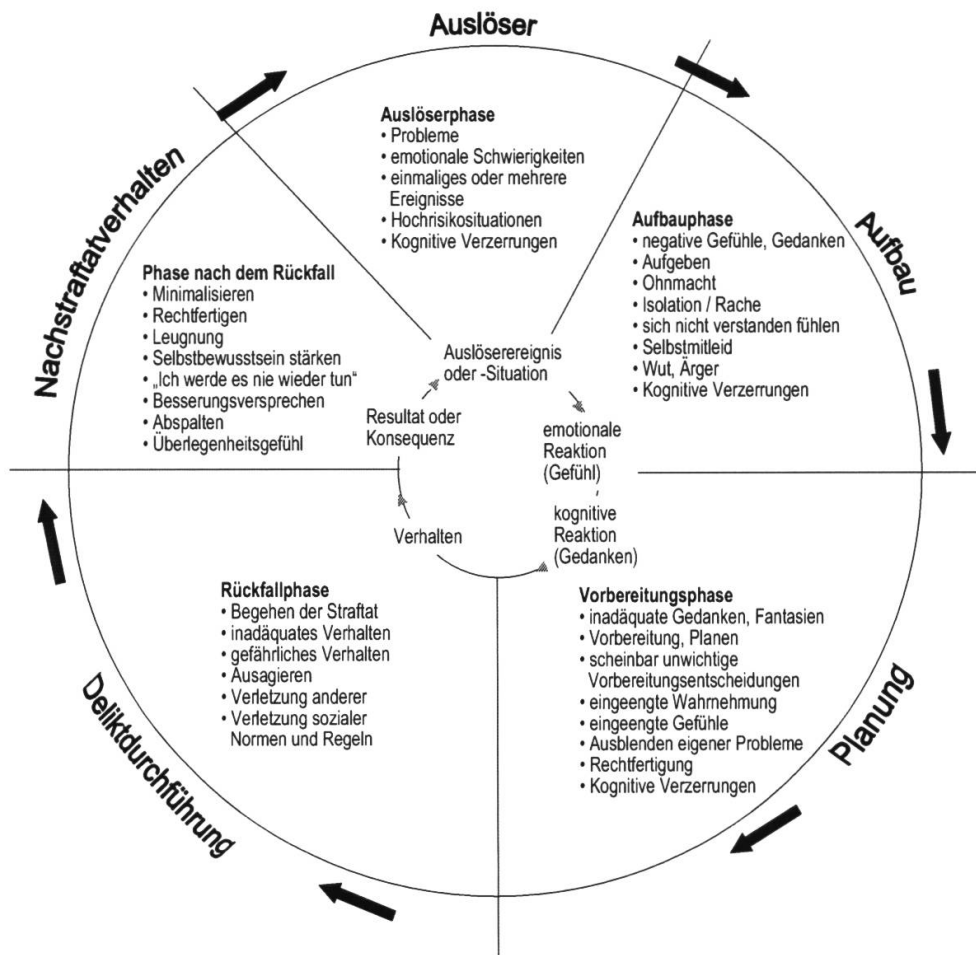 Auslöser
Auslöserphase
• Probleme
• emotionale Schwierigkeiten
• einmaliges oder mehrere
Ereignisse
• Hochrisikosituationen
• Kognitive Verzerrungen
Aufbau
Aufbauphase
• negative Gefühle, Gedanken
• Aufgeben
• Ohnmacht
• Isolation / Rache
• sich nicht verstanden fühlen
• Selbstmitleid
• Wut, Ärger
• Kognitive Verzerrungen
Planung
Vorbereitungsphase
• inadäquate Gedanken, Fantasien
• Vorbereitung, Planen
• scheinbar unwichtige
Vorbereitungsentscheidungen
• eingeengte Wahrnehmung
• eingeengte Gefühle
• Ausblenden eigener Probleme
• Rechtfertigung
• Kognitive Verzerrungen
Deliktdurchführung
Rückfallphase
• Begehen der Straftat
• inadäquates Verhalten
• gefährliches Verhalten
• Ausagieren
• Verletzung anderer
• Verletzung sozialer
Normen und Regeln
Nachstraftatverhalten
Phase nach dem Rückfall
• Minimalisieren
• Rechtfertigen
• Leugnung
• Selbstbewusstsein stärken
• „Ich werde es nie wieder tun“
• Besserungsversprechen
• Abspalten
• Überlegenheitsgefühl
Auslöserereignis
oder -Situation
emotionale
Reaktion
(Gefühl)
kognitive
Reaktion
(Gedanken)
Verhalten
Resultat oder
Konsequenz